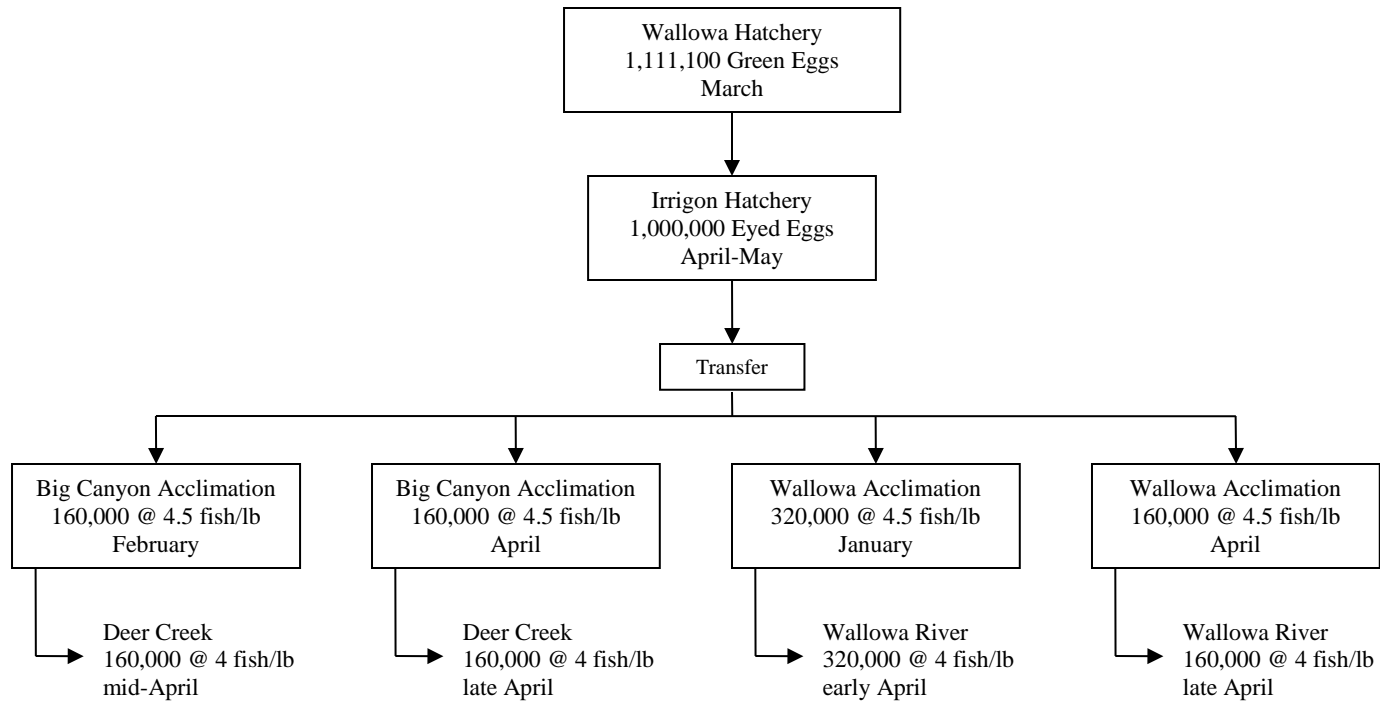 Wallowa Hatchery
1,111,100 Green Eggs
March
Irrigon Hatchery
1,000,000 Eyed Eggs
April-May
Transfer
Big Canyon Acclimation
160,000 @ 4.5 fish/lb
February
Big Canyon Acclimation
160,000 @ 4.5 fish/lb
April
Wallowa Acclimation
320,000 @ 4.5 fish/lb
January
Wallowa Acclimation
160,000 @ 4.5 fish/lb
April
Deer Creek
160,000 @ 4 fish/lb
mid-April
Deer Creek
160,000 @ 4 fish/lb
late April
Wallowa River
320,000 @ 4 fish/lb
early April
Wallowa River
160,000 @ 4 fish/lb
late April